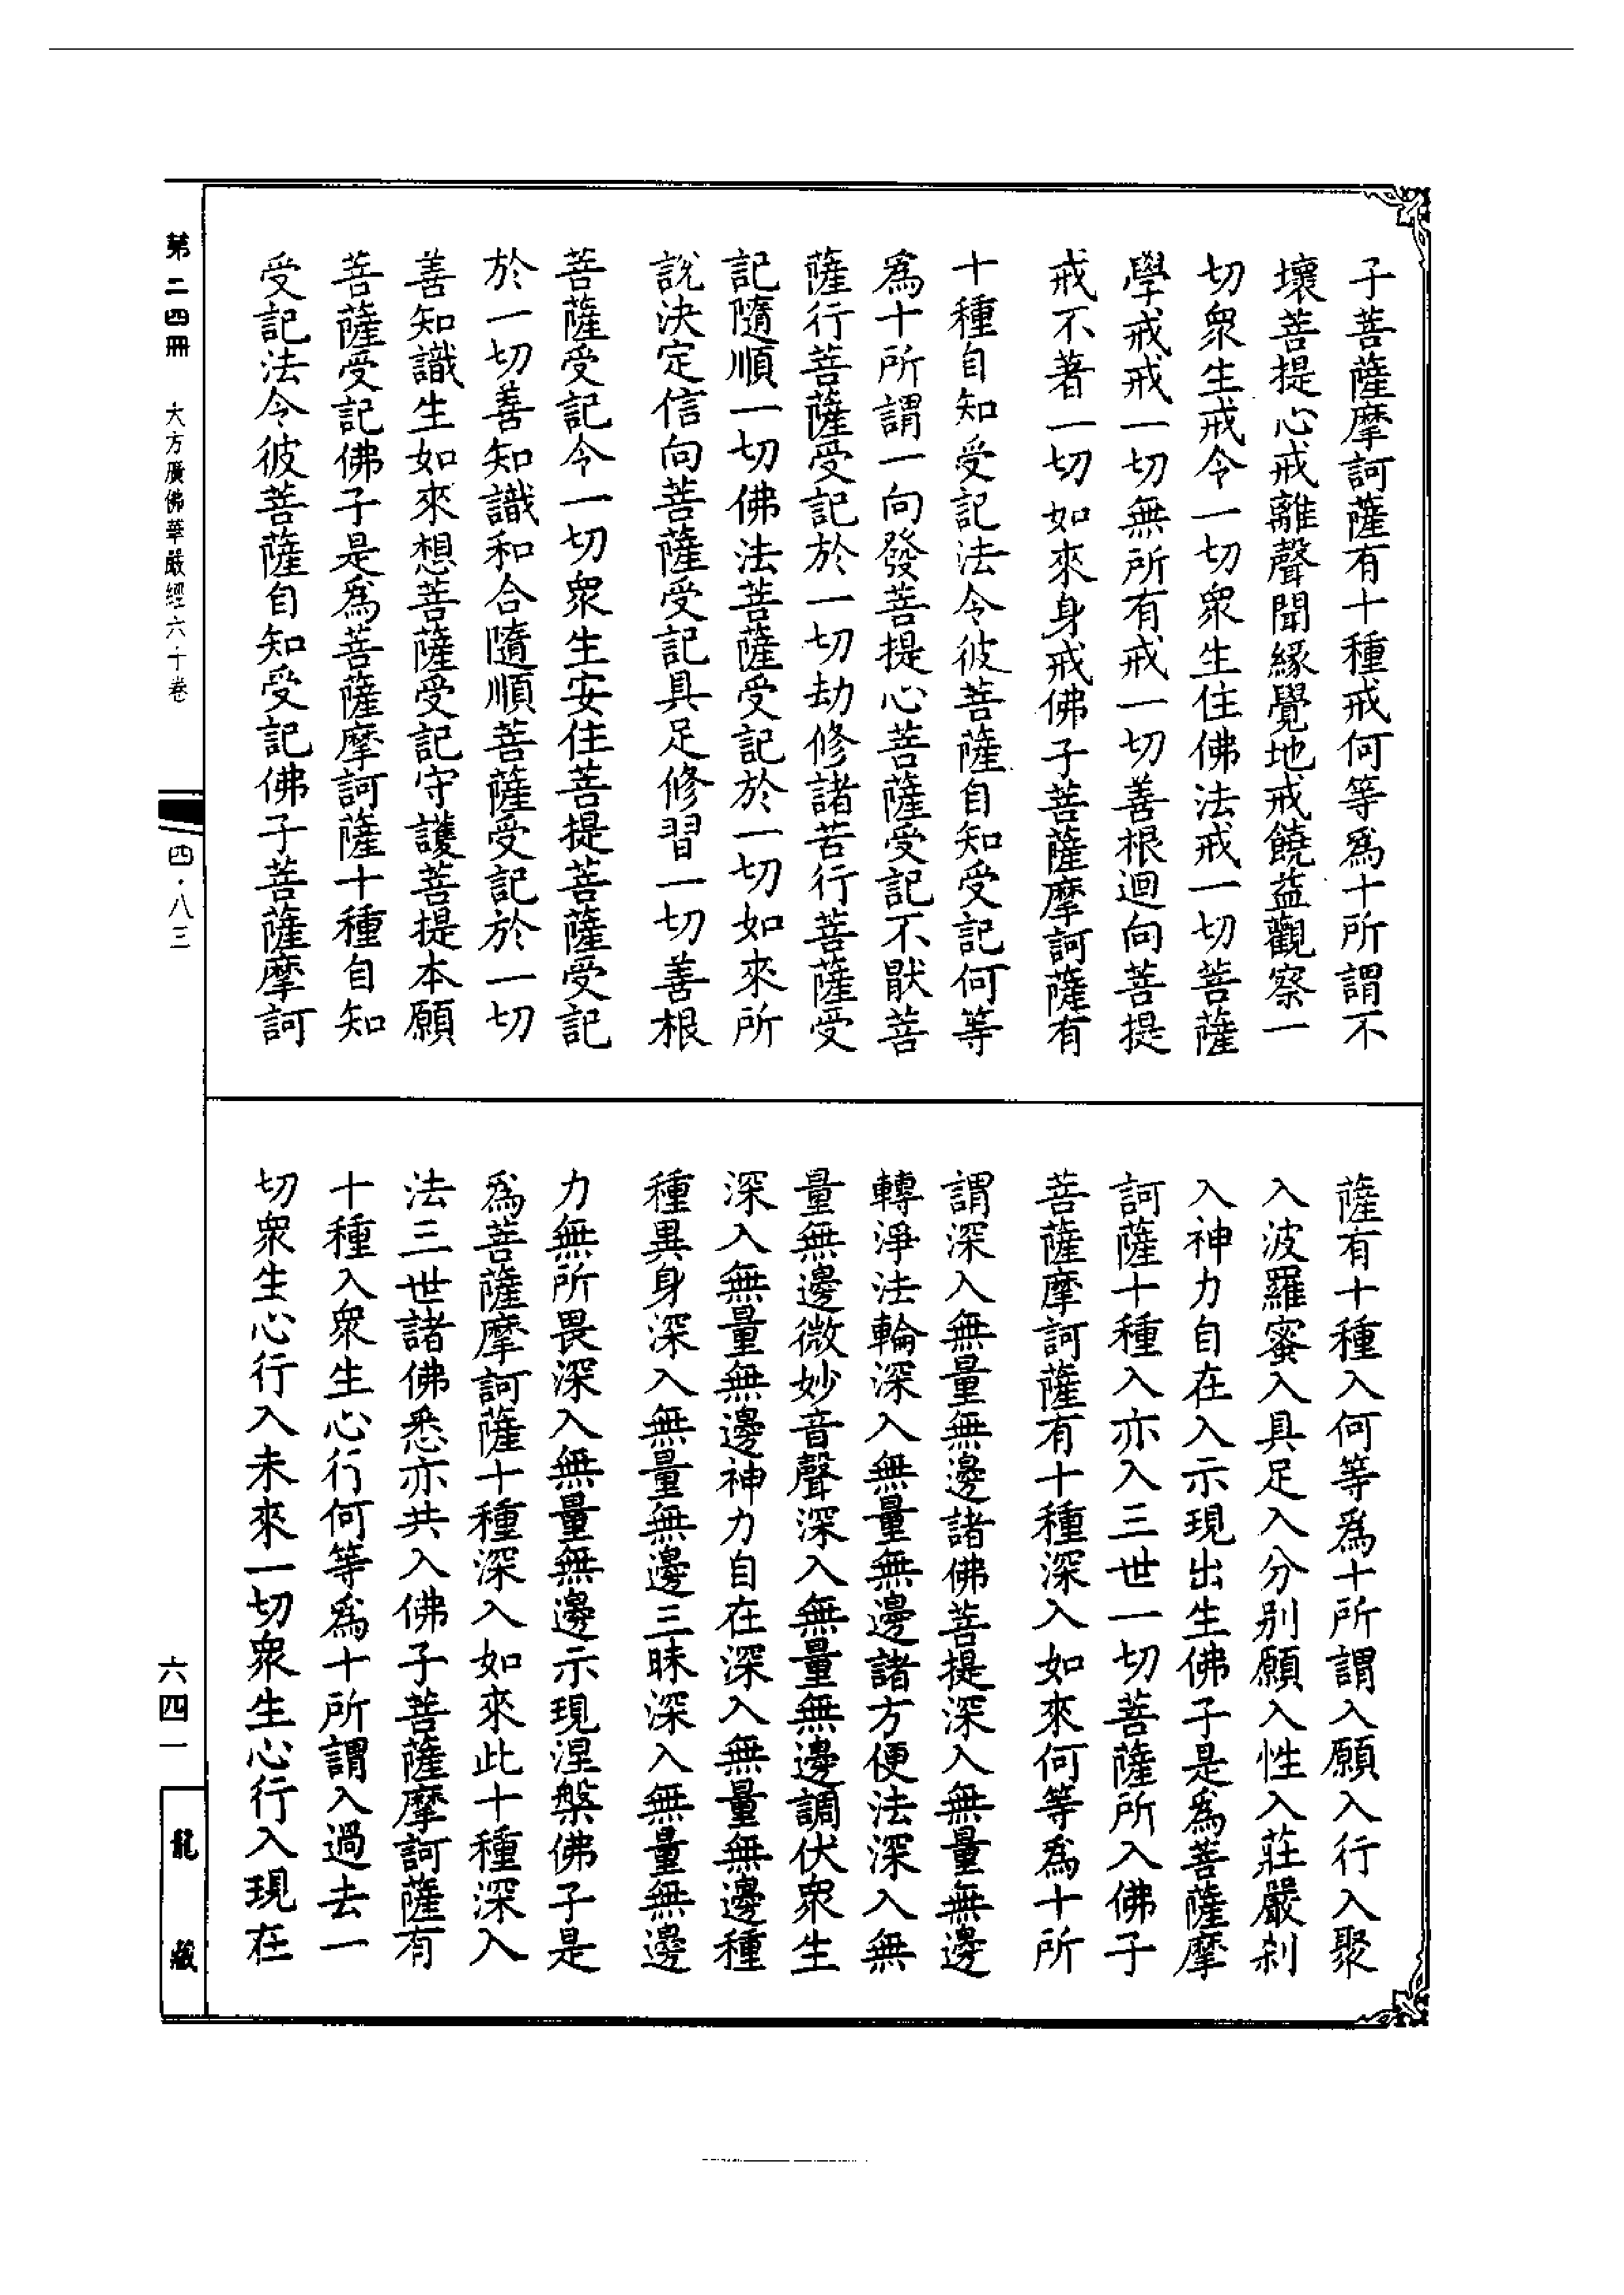 子菩薩摩訶薩有十種戒何等爲十所謂不
壞菩提心戒離聲聞緣覺地戒饒益觀察一
切衆生戒令一切衆生住佛法戒一切菩薩
學戒戒一切無所有戒一切善根迴向菩提
戒不著一切如來身戒佛子菩薩摩訶薩有
十種自知受記法令彼菩薩自知受記何等
爲十所謂一向發菩提心菩薩受記不猒菩
薩行菩薩受記於一切劫修諸苦行菩薩受
記隨順一切佛法菩薩受記於一切如來所
說決定信向菩薩受記具足修習一切善根
菩薩受記令一切衆生安住菩提菩薩受記
於一切善知識和合隨順菩薩受記於一切
善知識生如來想菩薩受記守護菩提本願
菩薩受記佛子是爲菩薩摩訶薩十種自知
受記法令彼菩薩自知受記佛子菩薩摩訶
薩有十種入何等爲十所謂入願入行入聚
入波羅蜜入具足入分别願入性入莊嚴刹
入神力自在入示現出生佛子是爲菩薩摩
訶薩十種入亦入三世一切菩薩所入佛子
菩薩摩訶薩有十種深入如來何等爲十所
謂深入無量無邊諸佛菩提深入無量無邊
轉淨法輪深入無量無邊諸方便法深入無
量無邊微妙音聲深入無量無邊調伏衆生
深入無量無邊神力自在深入無量無邊種
種異身深入無量無邊三昧深入無量無邊
力無所畏深入無量無邊示現涅槃佛子是
爲菩薩摩訶薩十種深入如來此十種深入
法三世諸佛悉亦共入佛子菩薩摩訶薩有
十種入衆生心行何等爲十所謂入過去一
切衆生心行入未來一切衆生心行入現在
第二四冊 大方廣佛華嚴經六十卷
四·八三
六四一
龍藏